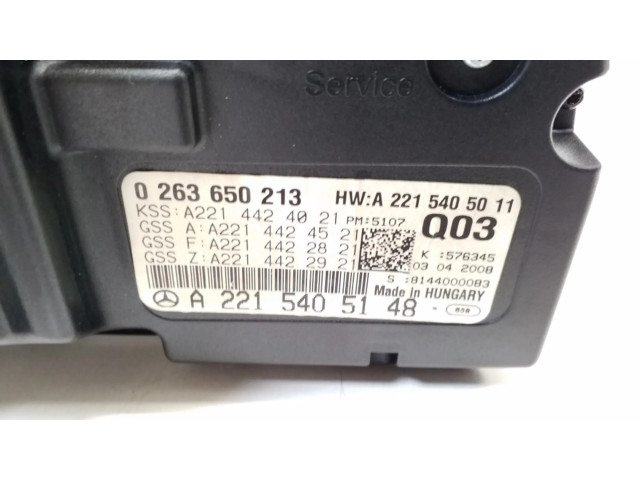 Service
0 263 650 213 HW:A 221 540 50 11
KSS:A221 442 40 21 PM:5107 Q03
GSS A:A221 442 45 21
GSS F:A221 442 28 21 K :576345
GSS Z:A221 442 29 21 03 04 2008
S :8144000083
Made in HUNGARY
A 221 540 51 48